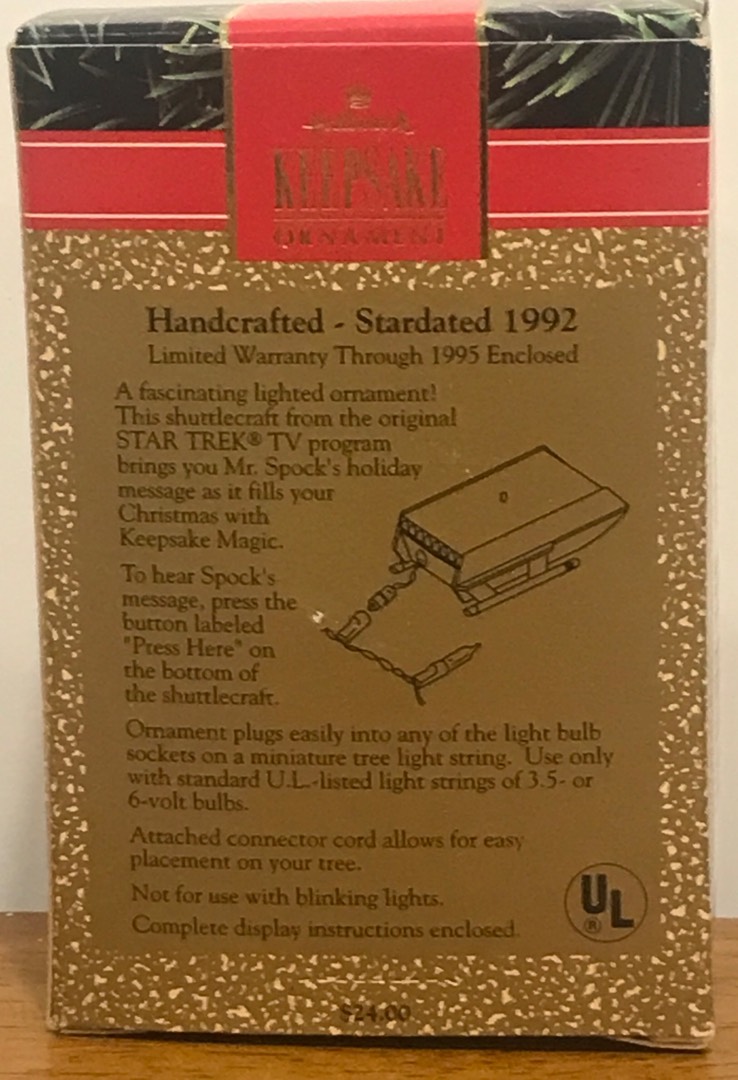 Hallmark
KEEPSAKE
ORNAMENT
Handcrafted - Stardated 1992
Limited Warranty Through 1995 Enclosed
A fascinating lighted ornament!
This shuttlecraft from the original
STAR TREK® TV program
brings you Mr. Spock's holiday
message as it fills your
Christmas with
Keepsake Magic.
To hear Spock's
message, press the
button labeled
"Press Here" on
the bottom of
the shuttlecraft.
Ornament plugs easily into any of the light bulb
sockets on a miniature tree light string. Use only
with standard U.L.-listed light strings of 3.5- or
6-volt bulbs.
Attached connector cord allows for easy
placement on your tree.
Not for use with blinking lights.
Complete display instructions enclosed.
UL
®
$24.00